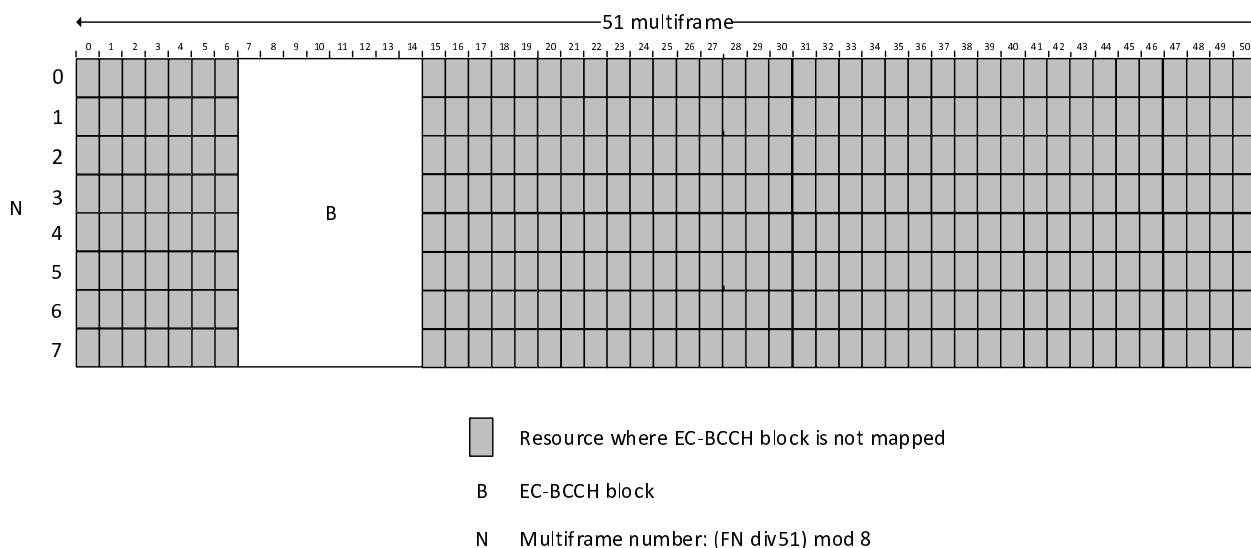 51 multiframe
0 1 2 3 4 5 6 7 8 9 10 11 12 13 14 15 16 17 18 19 20 21 22 23 24 25 26 27 28 29 30 31 32 33 34 35 36 37 38 39 40 41 42 43 44 45 46 47 48 49 50
0
1
2
3
N
B
4
5
6
7
Resource where EC-BCCH block is not mapped
B EC-BCCH block
N Multiframe number: (FN div51) mod 8